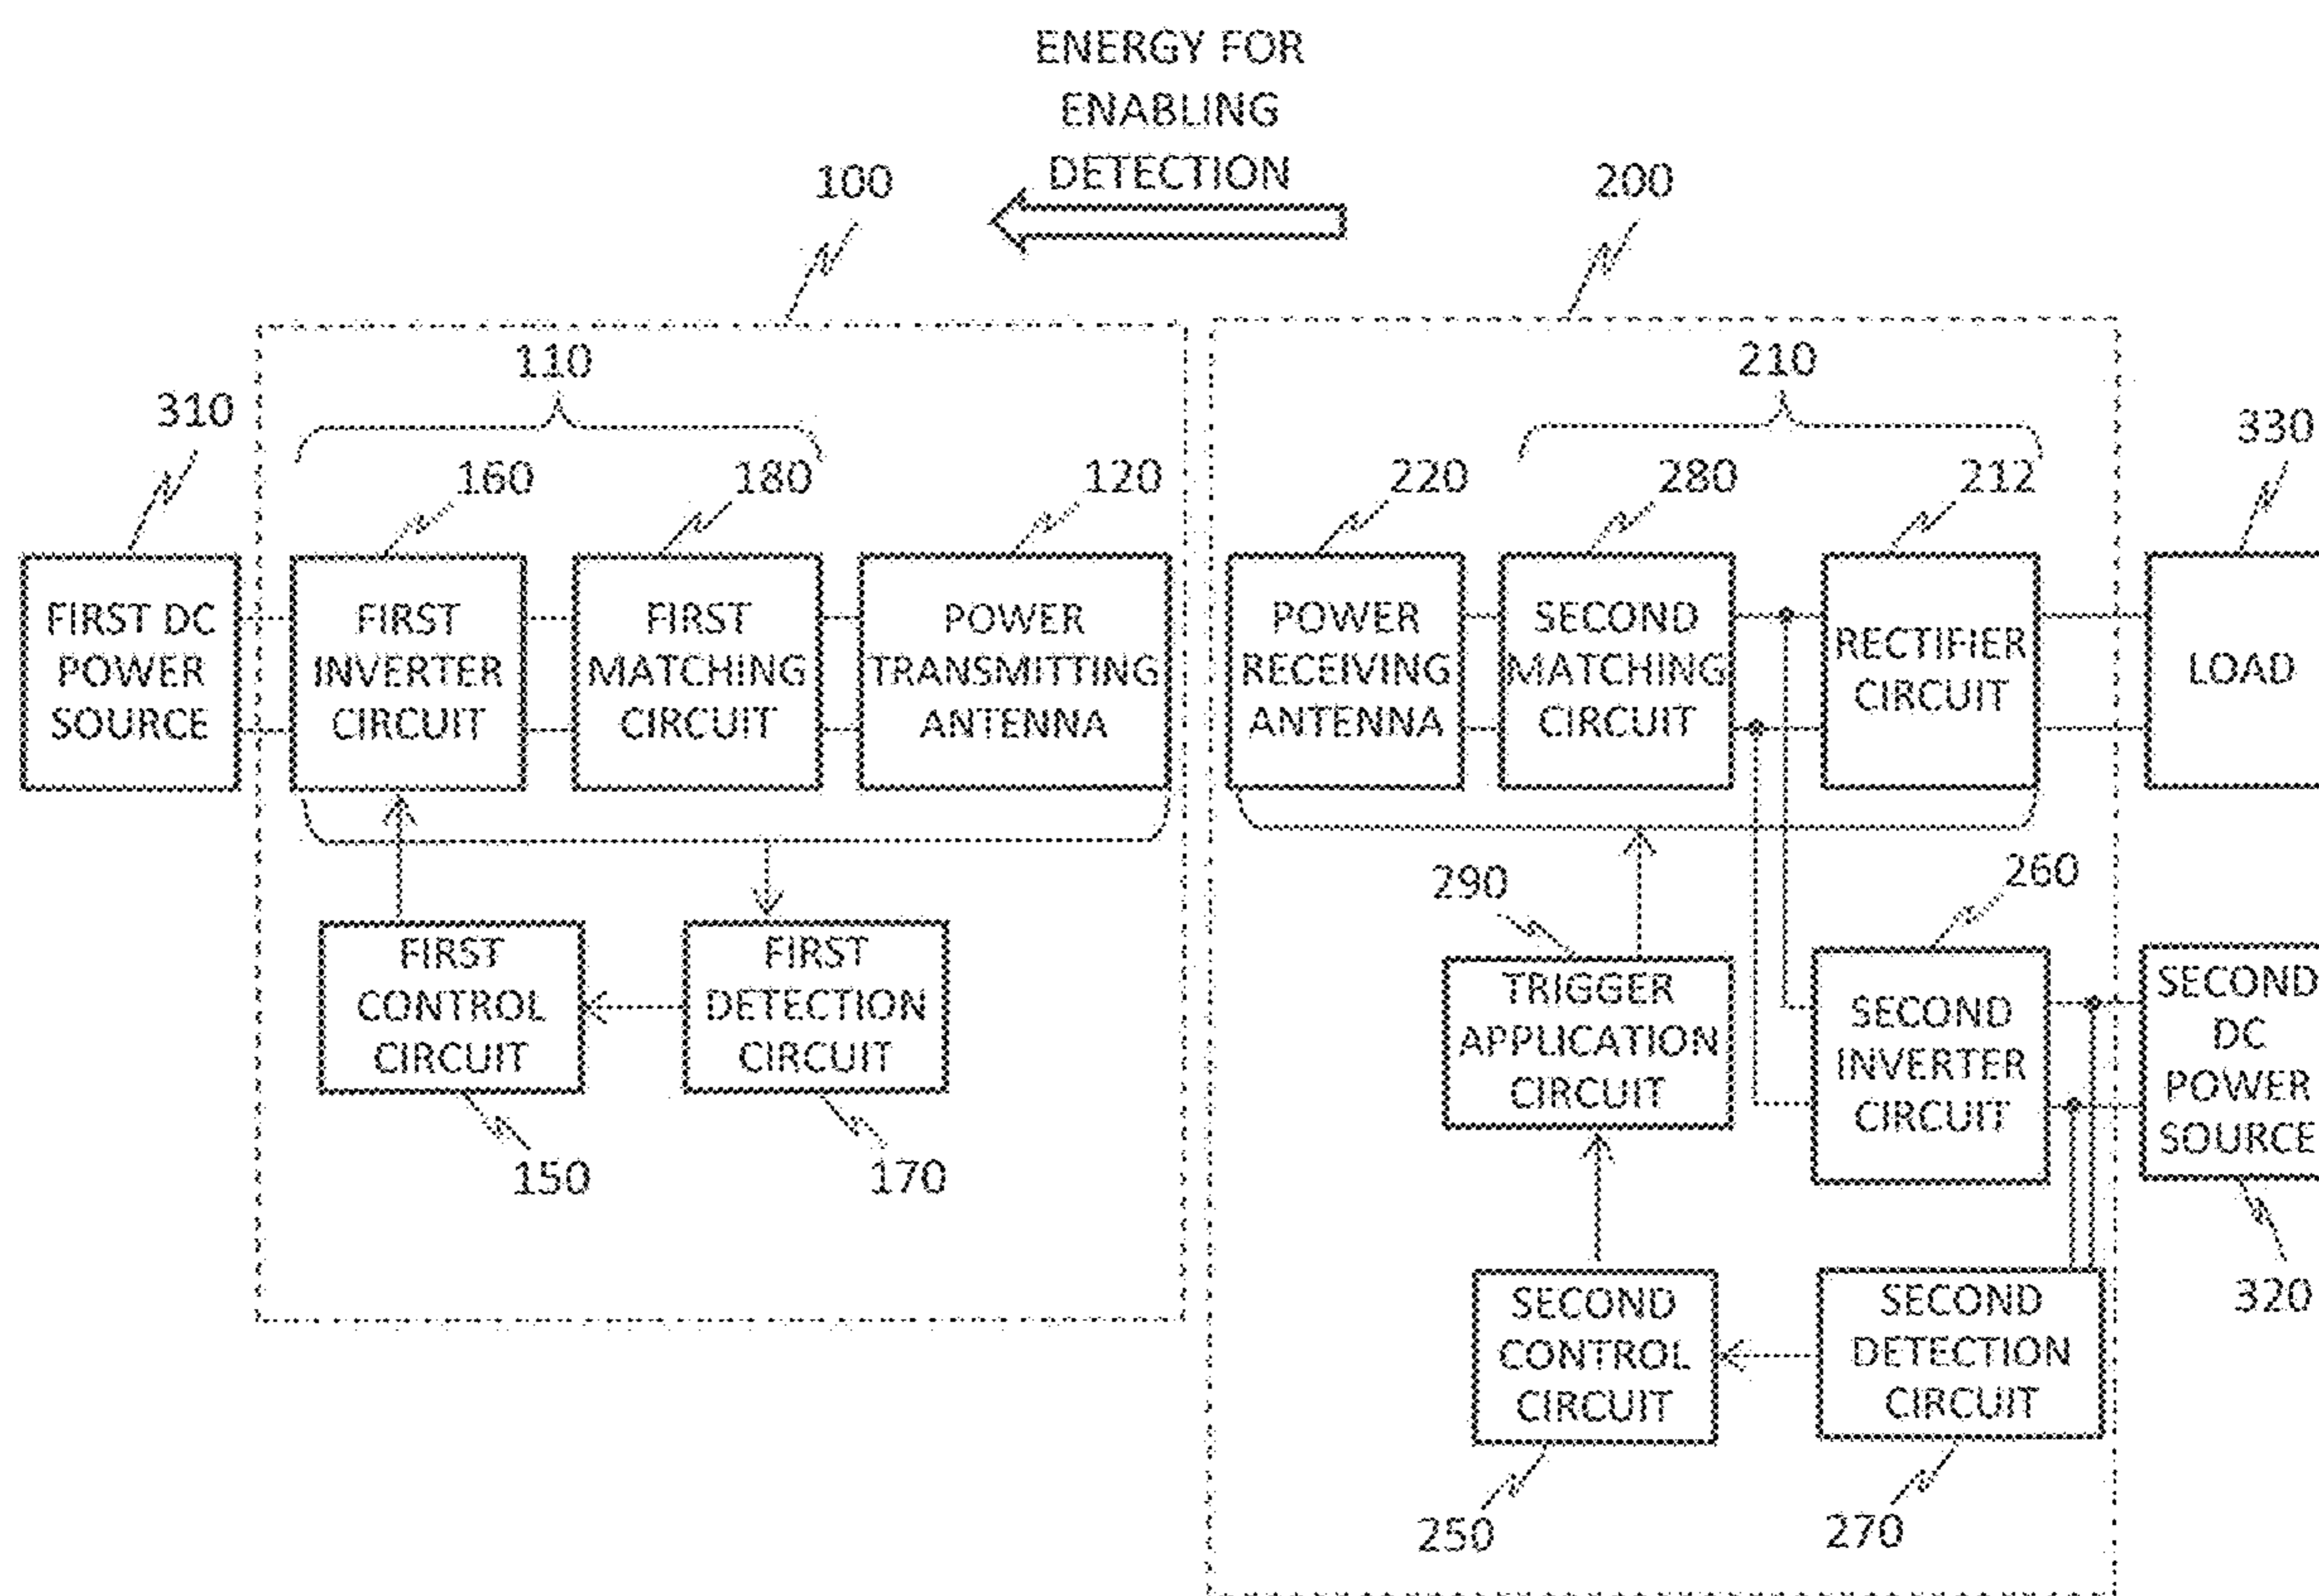 ENERGY FOR
ENABLING
DETECTION
100
200
110
210
310
330
160
180
120
220
280
212
FIRST DC
POWER
SOURCE
FIRST
INVERTER
CIRCUIT
FIRST
MATCHING
CIRCUIT
POWER
TRANSMITTING
ANTENNA
POWER
RECEIVING
ANTENNA
SECOND
MATCHING
CIRCUIT
RECTIFIER
CIRCUIT
LOAD
290
260
FIRST
CONTROL
CIRCUIT
FIRST
DETECTION
CIRCUIT
TRIGGER
APPLICATION
CIRCUIT
SECOND
INVERTER
CIRCUIT
SECOND
DC
POWER
SOURCE
150
170
320
SECOND
CONTROL
CIRCUIT
SECOND
DETECTION
CIRCUIT
250
270